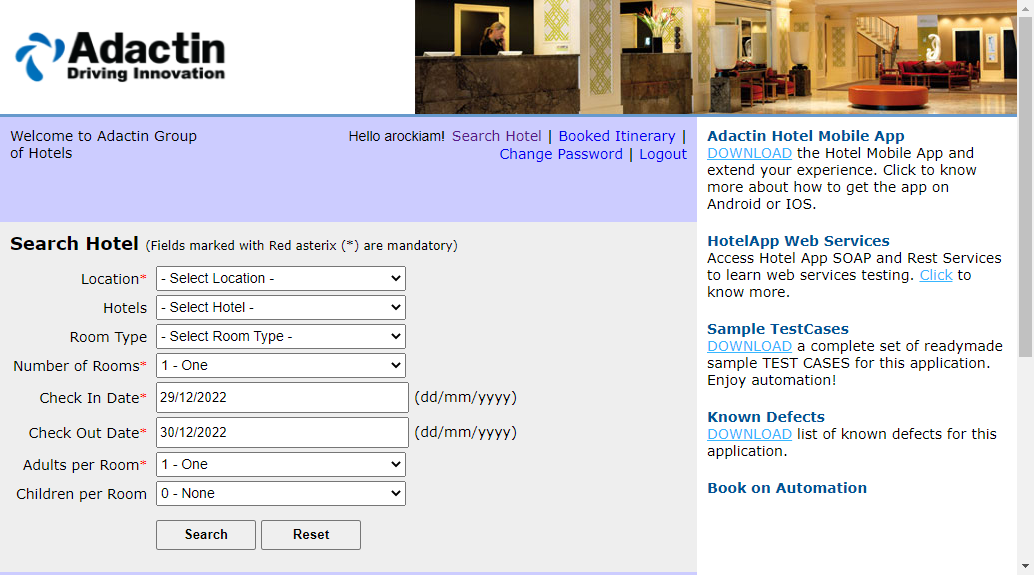 Adactin
Driving Innovation
Welcome to Adactin Group
of Hotels
Hello arockiam! Search Hotel | Booked Itinerary |
Change Password | Logout
Search Hotel (Fields marked with Red asterix (*) are mandatory)
Location* - Select Location -
Hotels - Select Hotel -
Room Type - Select Room Type -
Number of Rooms* 1 - One
Check In Date* 29/12/2022 (dd/mm/yyyy)
Check Out Date* 30/12/2022 (dd/mm/yyyy)
Adults per Room* 1 - One
Children per Room 0 - None
Search Reset
Adactin Hotel Mobile App
DOWNLOAD the Hotel Mobile App and
extend your experience. Click to know
more about how to get the app on
Android or IOS.
HotelApp Web Services
Access Hotel App SOAP and Rest Services
to learn web services testing. Click to
know more.
Sample TestCases
DOWNLOAD a complete set of readymade
sample TEST CASES for this application.
Enjoy automation!
Known Defects
DOWNLOAD list of known defects for this
application.
Book on Automation